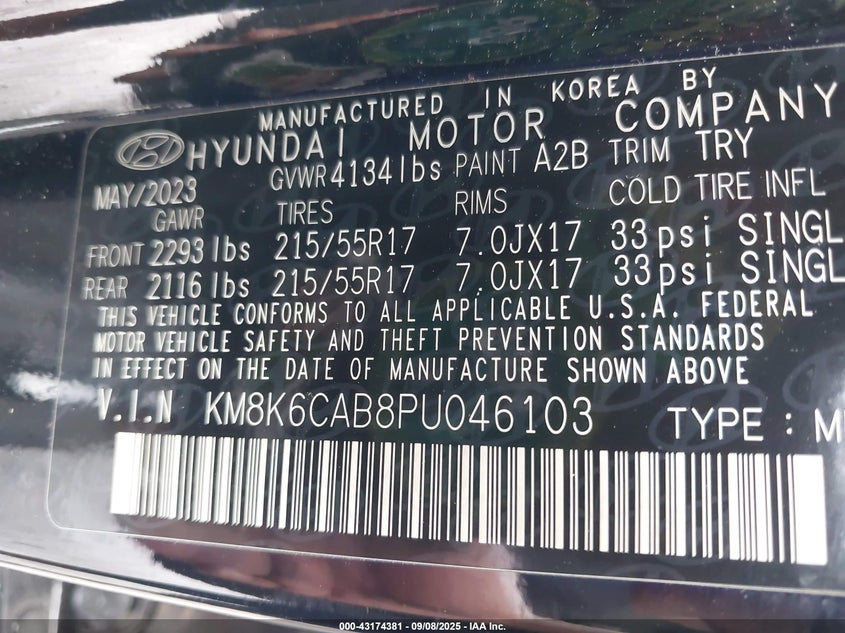 MANUFACTURED IN KOREA BY
HYUNDAI MOTOR COMPANY
MAY/2023 GVWR 4134 lbs PAINT A2B TRIM TRY
GAWR TIRES RIMS COLD TIRE INFL
FRONT 2293 lbs 215/55R17 7.0JX17 33psi SINGL
REAR 2116 lbs 215/55R17 7.0JX17 33psi SINGL
THIS VEHICLE CONFORMS TO ALL APPLICABLE U.S.A. FEDERAL
MOTOR VEHICLE SAFETY AND THEFT PREVENTION STANDARDS
IN EFFECT ON THE DATE OF MANUFACTURE SHOWN ABOVE
V.I.N KM8K6CAB8PU046103 TYPE : M
000-43174381 - 09/08/2025 - IAA Inc.